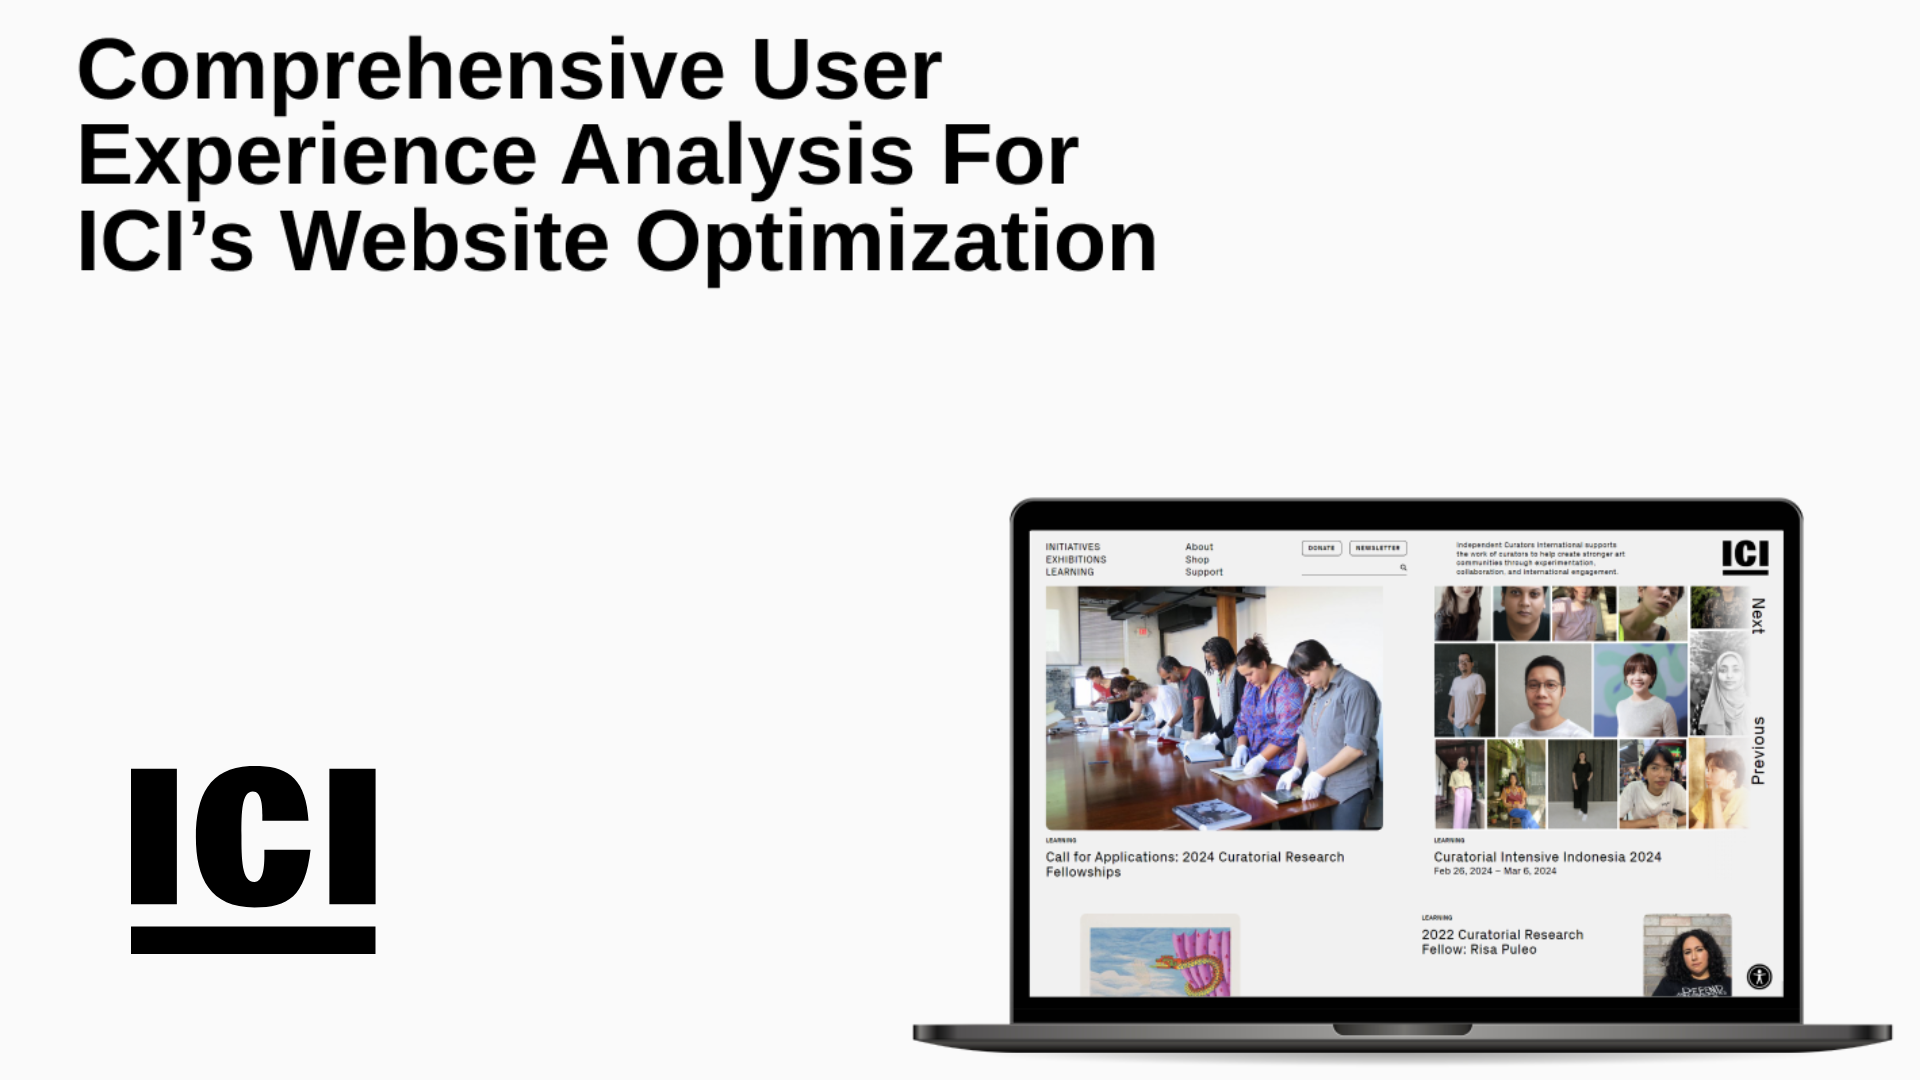 Comprehensive User
Experience Analysis For
ICI’s Website Optimization
ICI
INITIATIVES
EXHIBITIONS
LEARNING
About
Shop
Support
DONATE
NEWSLETTER
Independent Curators International supports
the work of curators to help create stronger art
communities through experimentation,
collaboration, and international engagement.
ICI
Next
Previous
LEARNING
Call for Applications: 2024 Curatorial Research
Fellowships
LEARNING
Curatorial Intensive Indonesia 2024
Feb 26, 2024 – Mar 6, 2024
LEARNING
2022 Curatorial Research
Fellow: Risa Puleo
DEFEND